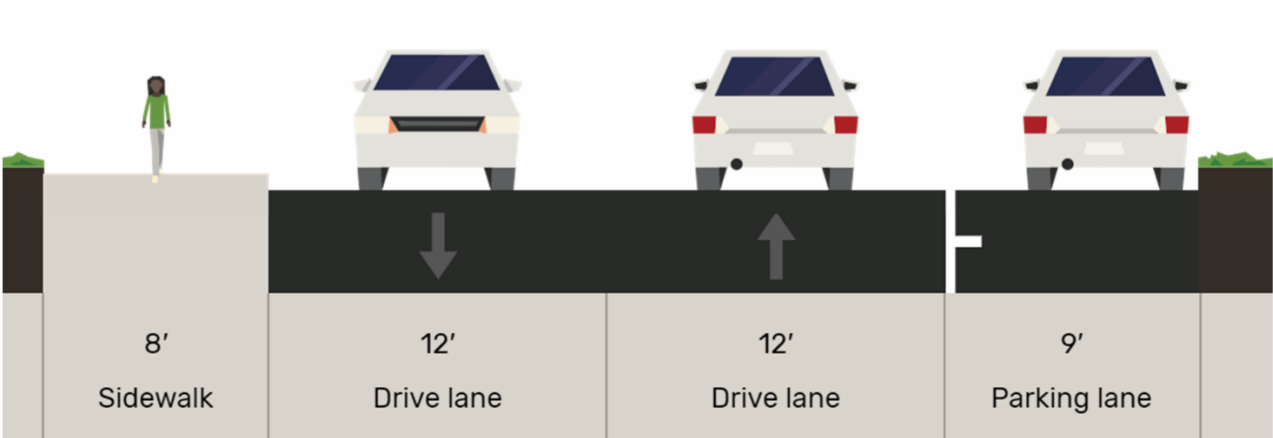 8′ 12′ 12′ 9′
Sidewalk Drive lane Drive lane Parking lane